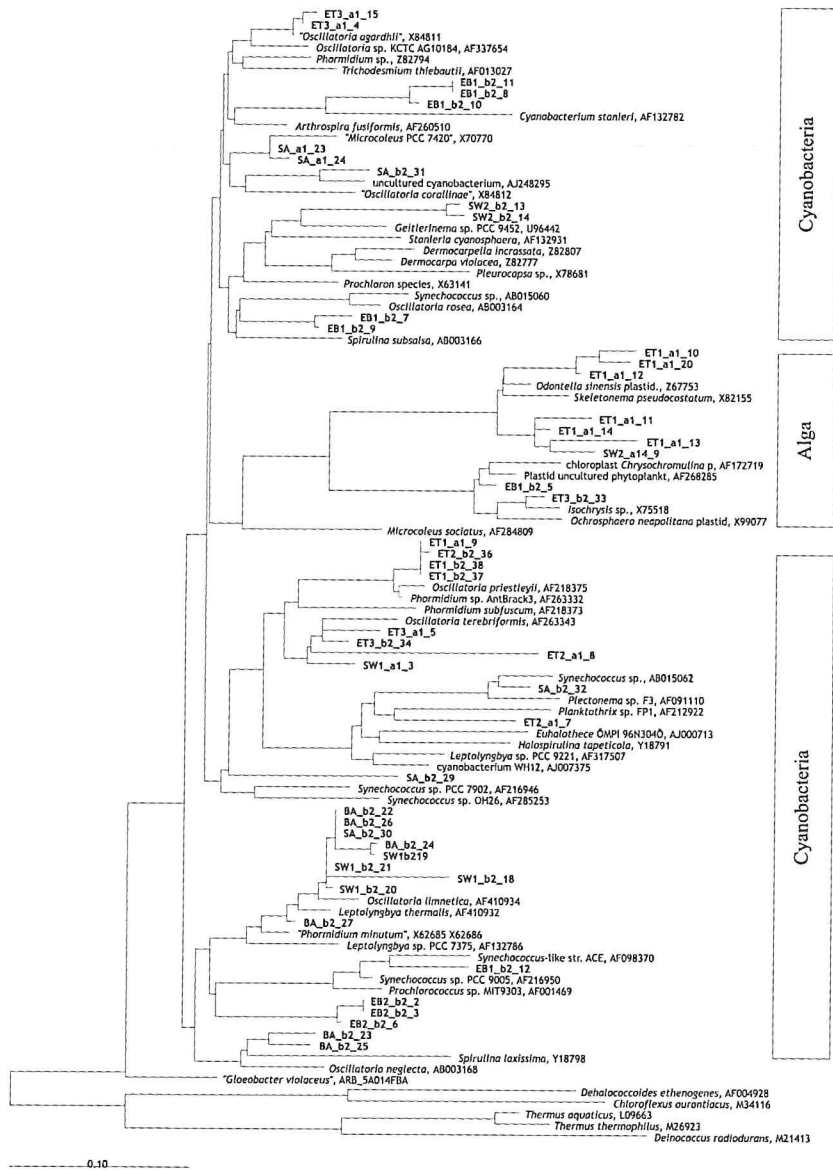 ET3_a1_15
ET3_a1_4
"Oscillatoria agardhii", X84811
Oscillatoria sp. KCTC AG10184, AF337654
Phormidium sp., Z82794
Trichodesmium thiebautii, AF013027
EB1_b2_11
EB1_b2_8
EB1_b2_10
Cyanobacterium stanieri, AF132782
Arthrospira fusiformis, AF260510
"Microcoleus PCC 7420", X70770
SA_a1_23
SA_a1_24
SA_b2_31
uncultured cyanobacterium, AJ248295
"Oscillatoria corallinae", X84812
SW2_b2_13
SW2_b2_14
Geitlerinema sp. PCC 9452, U96442
Stanieria cyanosphaera, AF132931
Dermocarpella incrassata, Z82807
Dermocarpa violacea, Z82777
Pleurocapsa sp., X78681
Prochloron species, X63141
Synechococcus sp., AB015060
Oscillatoria rosea, AB003164
EB1_b2_7
EB1_b2_9
Spirulina subsalsa, AB003166
Cyanobacteria
ET1_a1_10
ET1_a1_20
ET1_a1_12
Odontella sinensis plastid., Z67753
Skeletonema pseudocostatum, X82155
ET1_a1_11
ET1_a1_14
ET1_a1_13
SW2_a14_9
chloroplast Chrysochromulina p, AF172719
Plastid uncultured phytoplankt, AF268285
EB1_b2_5
ET3_b2_33
Isochrysis sp., X75518
Ochrosphaero neapolitana plastid, X99077
Alga
Microcoleus sociatus, AF284809
ET1_a1_9
ET2_b2_36
ET1_b2_38
ET1_b2_37
Oscillatoria priestleyii, AF218375
Phormidium sp. AntBrack3, AF263332
Phormidium subfuscum, AF218373
Oscillatoria terebriformis, AF263343
ET3_a1_5
ET3_b2_34
ET2_a1_8
SW1_a1_3
Synechococcus sp., AB015062
SA_b2_32
Plectonema sp. F3, AF091110
Planktothrix sp. FP1, AF212922
ET2_a1_7
Euhalothece ÔMPI 96N304Õ, AJ000713
Halospirulina tapeticola, Y18791
Leptolyngbya sp. PCC 9221, AF317507
cyanobacterium WH12, AJ007375
SA_b2_29
Synechococcus sp. PCC 7902, AF216946
Synechococcus sp. OH26, AF285253
BA_b2_22
BA_b2_26
SA_b2_30
BA_b2_24
SW1b219
SW1_b2_21
SW1_b2_18
SW1_b2_20
Oscillatoria limnetica, AF410934
Leptolyngbya thermalis, AF410932
BA_b2_27
"Phormidium minutum", X62685 X62686
Leptolyngbya sp. PCC 7375, AF132786
Synechococcus-like str. ACE, AF098370
EB1_b2_12
Synechococcus sp. PCC 9005, AF216950
Prochlorococcus sp. MIT9303, AF001469
EB2_b2_2
EB2_b2_3
EB2_b2_6
BA_b2_23
BA_b2_25
Spirulina laxissima, Y18798
Oscillatoria neglecta, AB003168
Cyanobacteria
"Gloeobacter violaceus", ARB_5A014FBA
Dehalococcoides ethenogenes, AF004928
Chloroflexus aurantiacus, M34116
Thermus aquaticus, L09663
Thermus thermophilus, M26923
Deinococcus radiodurans, M21413
0.10